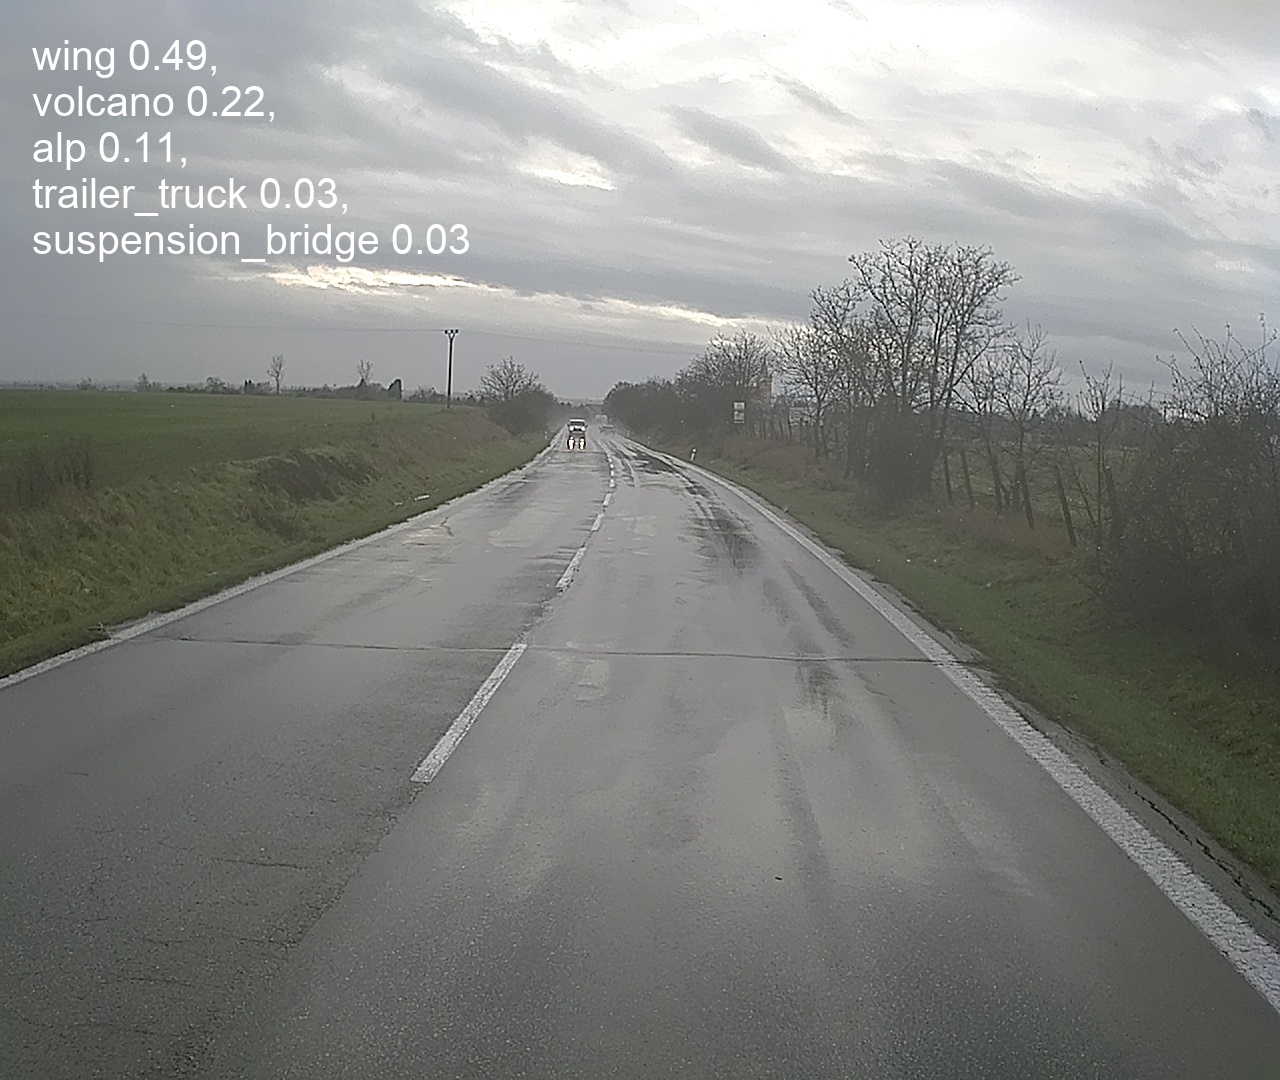 wing 0.49,
volcano 0.22,
alp 0.11,
trailer_truck 0.03,
suspension_bridge 0.03